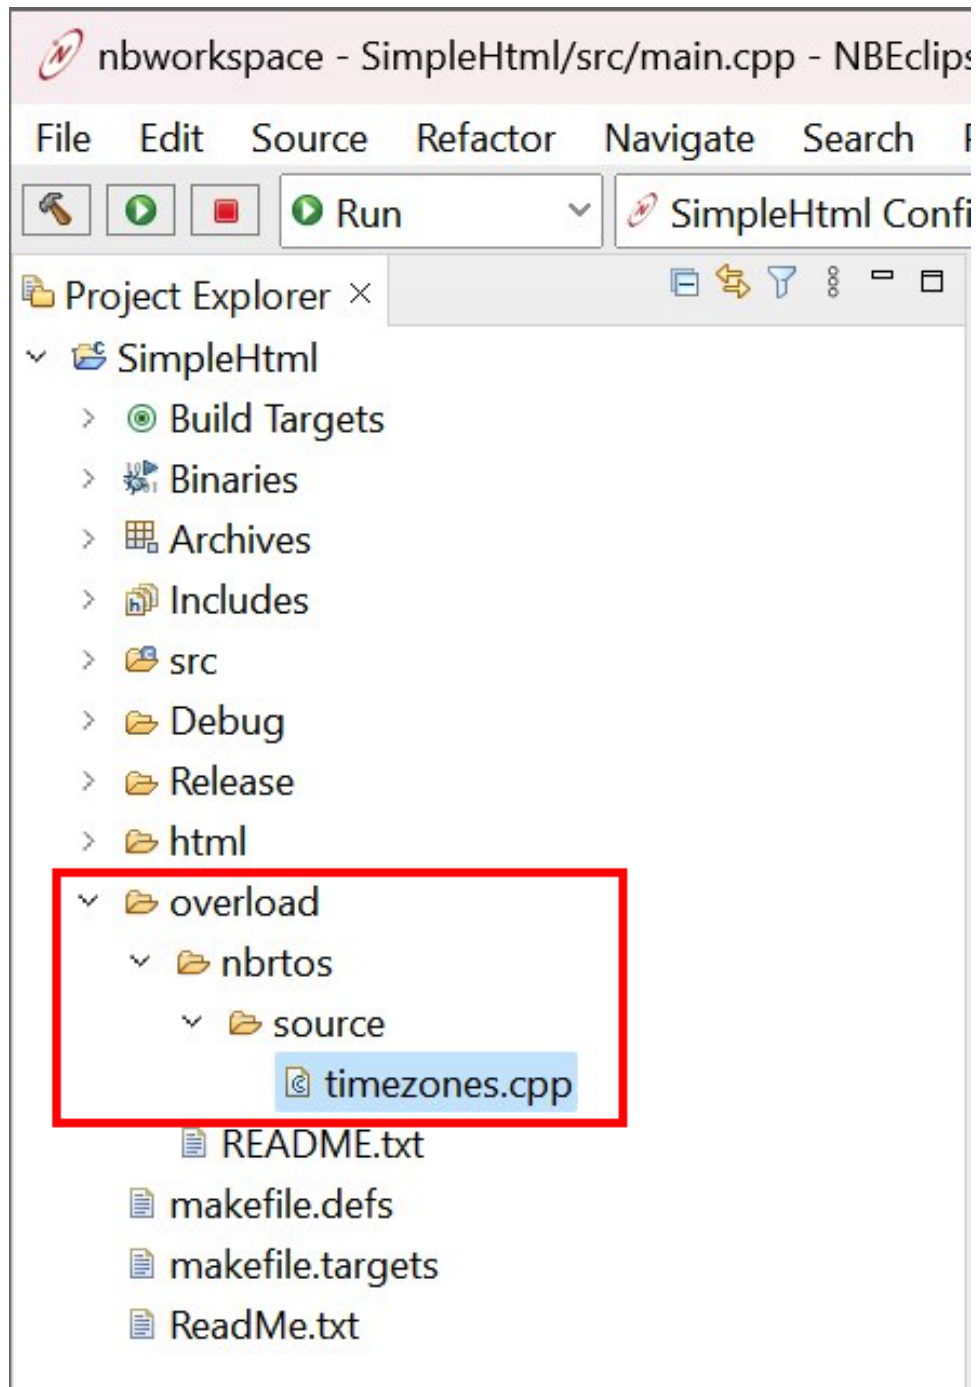 nbworkspace - SimpleHtml/src/main.cpp - NBEclips
File Edit Source Refactor Navigate Search
Run SimpleHtml Confi
Project Explorer
SimpleHtml
Build Targets
Binaries
Archives
Includes
src
Debug
Release
html
overload
nbrtos
source
timezones.cpp
README.txt
makefile.defs
makefile.targets
ReadMe.txt